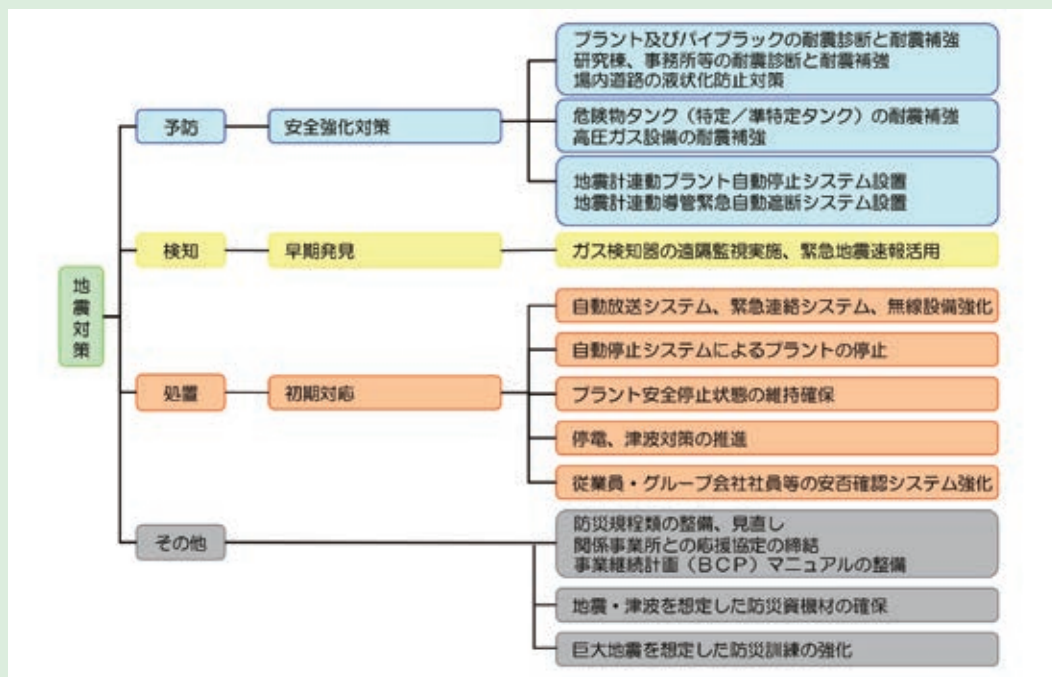 地震対策
予防
安全強化対策
プラント及びパイプラックの耐震診断と耐震補強
研究棟、事務所等の耐震診断と耐震補強
場内道路の液状化防止対策
危険物タンク（特定／準特定タンク）の耐震補強
高圧ガス設備の耐震補強
地震計連動プラント自動停止システム設置
地震計連動導管緊急自動遮断システム設置
検知
早期発見
ガス検知器の遠隔監視実施、緊急地震速報活用
処置
初期対応
自動放送システム、緊急連絡システム、無線設備強化
自動停止システムによるプラントの停止
プラント安全停止状態の維持確保
停電、津波対策の推進
従業員・グループ会社社員等の安否確認システム強化
その他
防災規程類の整備、見直し
関係事業所との応援協定の締結
事業継続計画（ＢＣＰ）マニュアルの整備
地震・津波を想定した防災資機材の確保
巨大地震を想定した防災訓練の強化